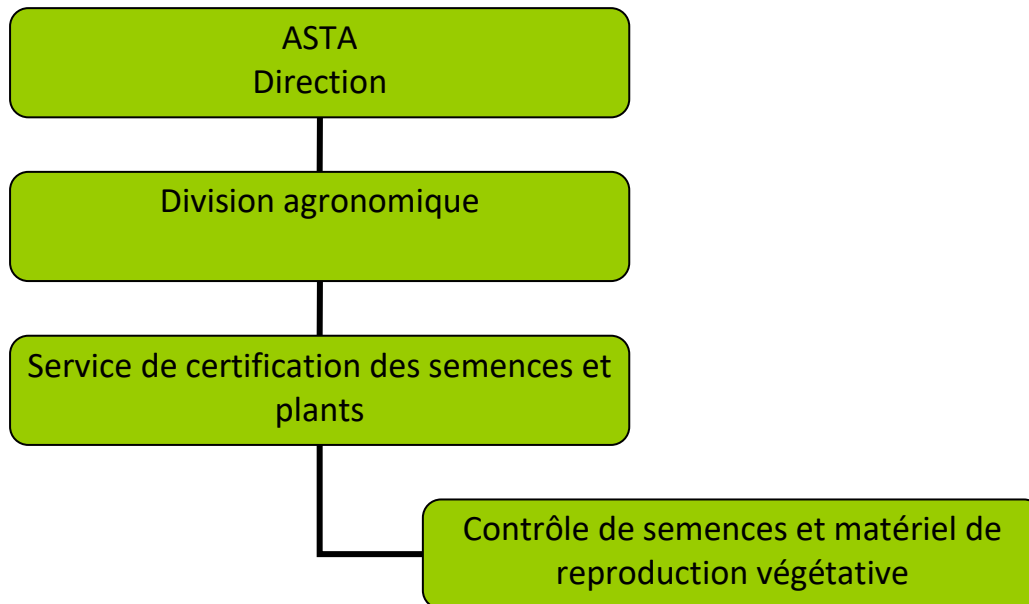 ASTA
Direction
Division agronomique
Service de certification des semences et
plants
Contrôle de semences et matériel de
reproduction végétative